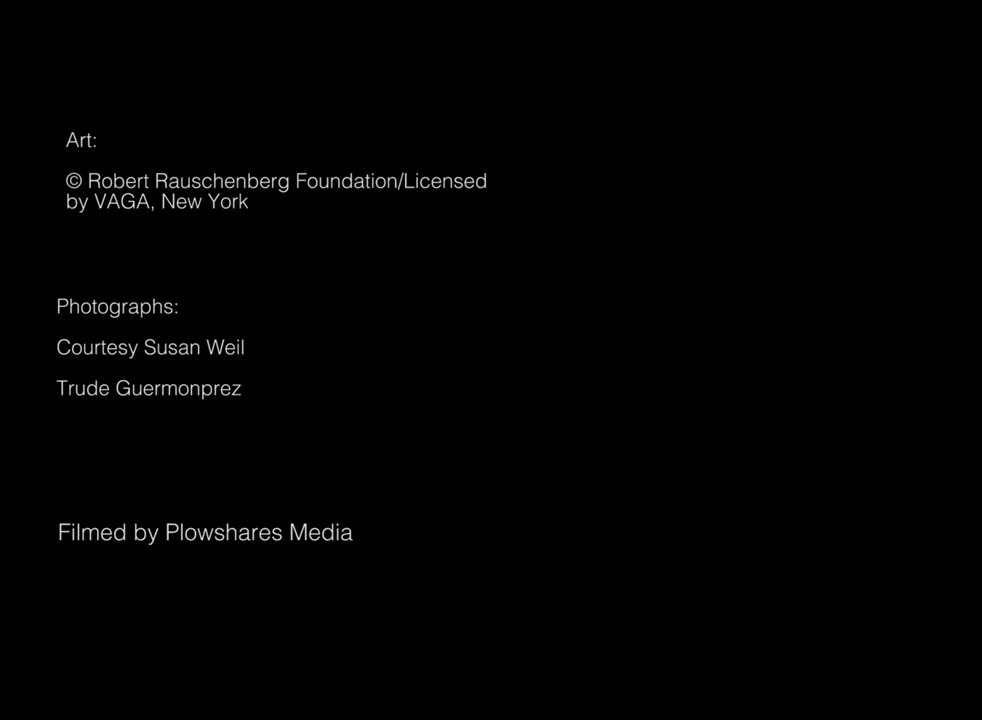 Art:
© Robert Rauschenberg Foundation/Licensed
by VAGA, New York
Photographs:
Courtesy Susan Weil
Trude Guermonprez
Filmed by Plowshares Media